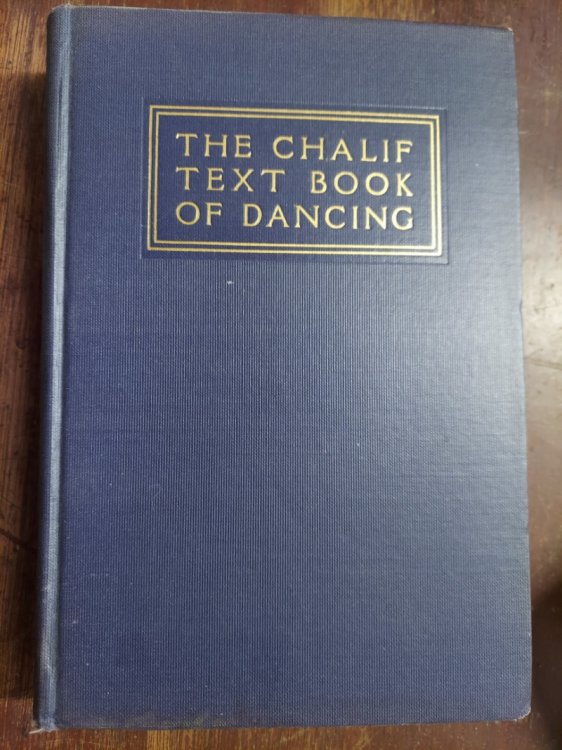 THE CHALIF
TEXT BOOK
OF DANCING